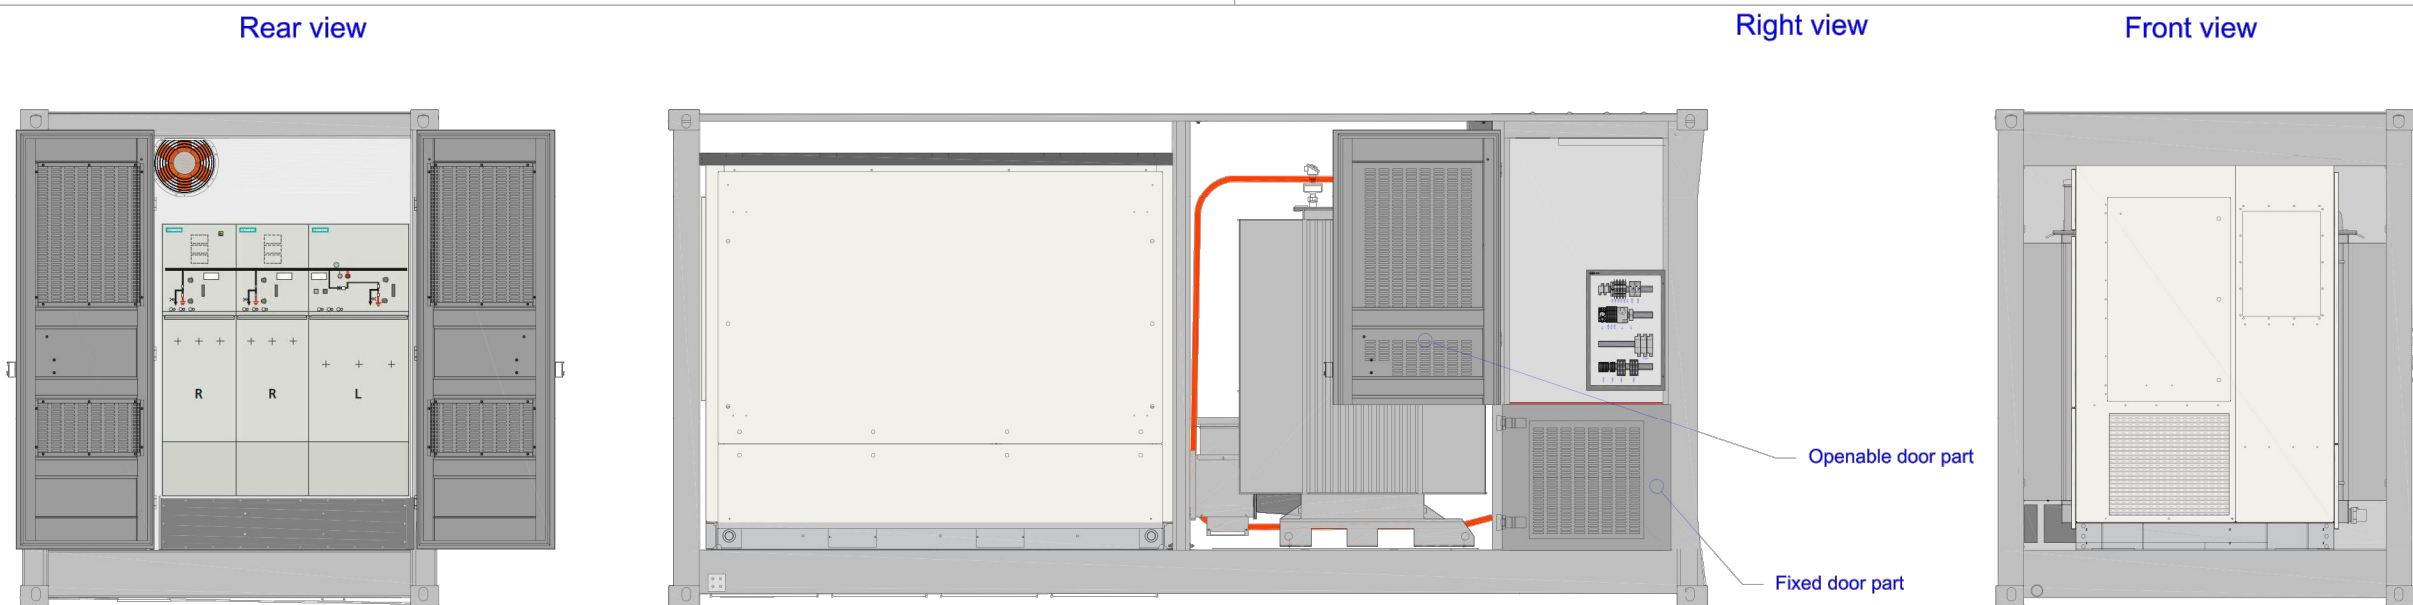 Rear view
Right view
Front view
R
R
L
Openable door part
Fixed door part